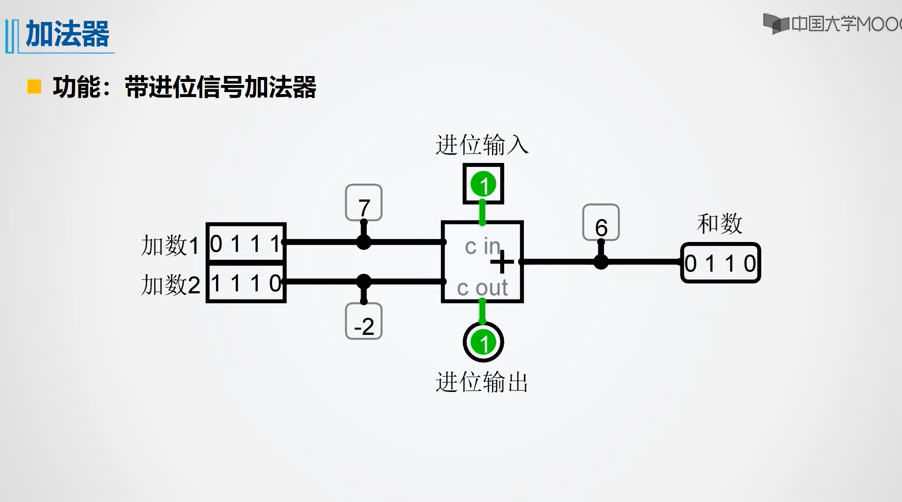 加法器
中国大学MOOC
功能：带进位信号加法器
进位输入
1
7
6
和数
加数1 0 1 1 1
c in
+
0 1 1 0
加数2 1 1 1 0
c out
-2
1
进位输出